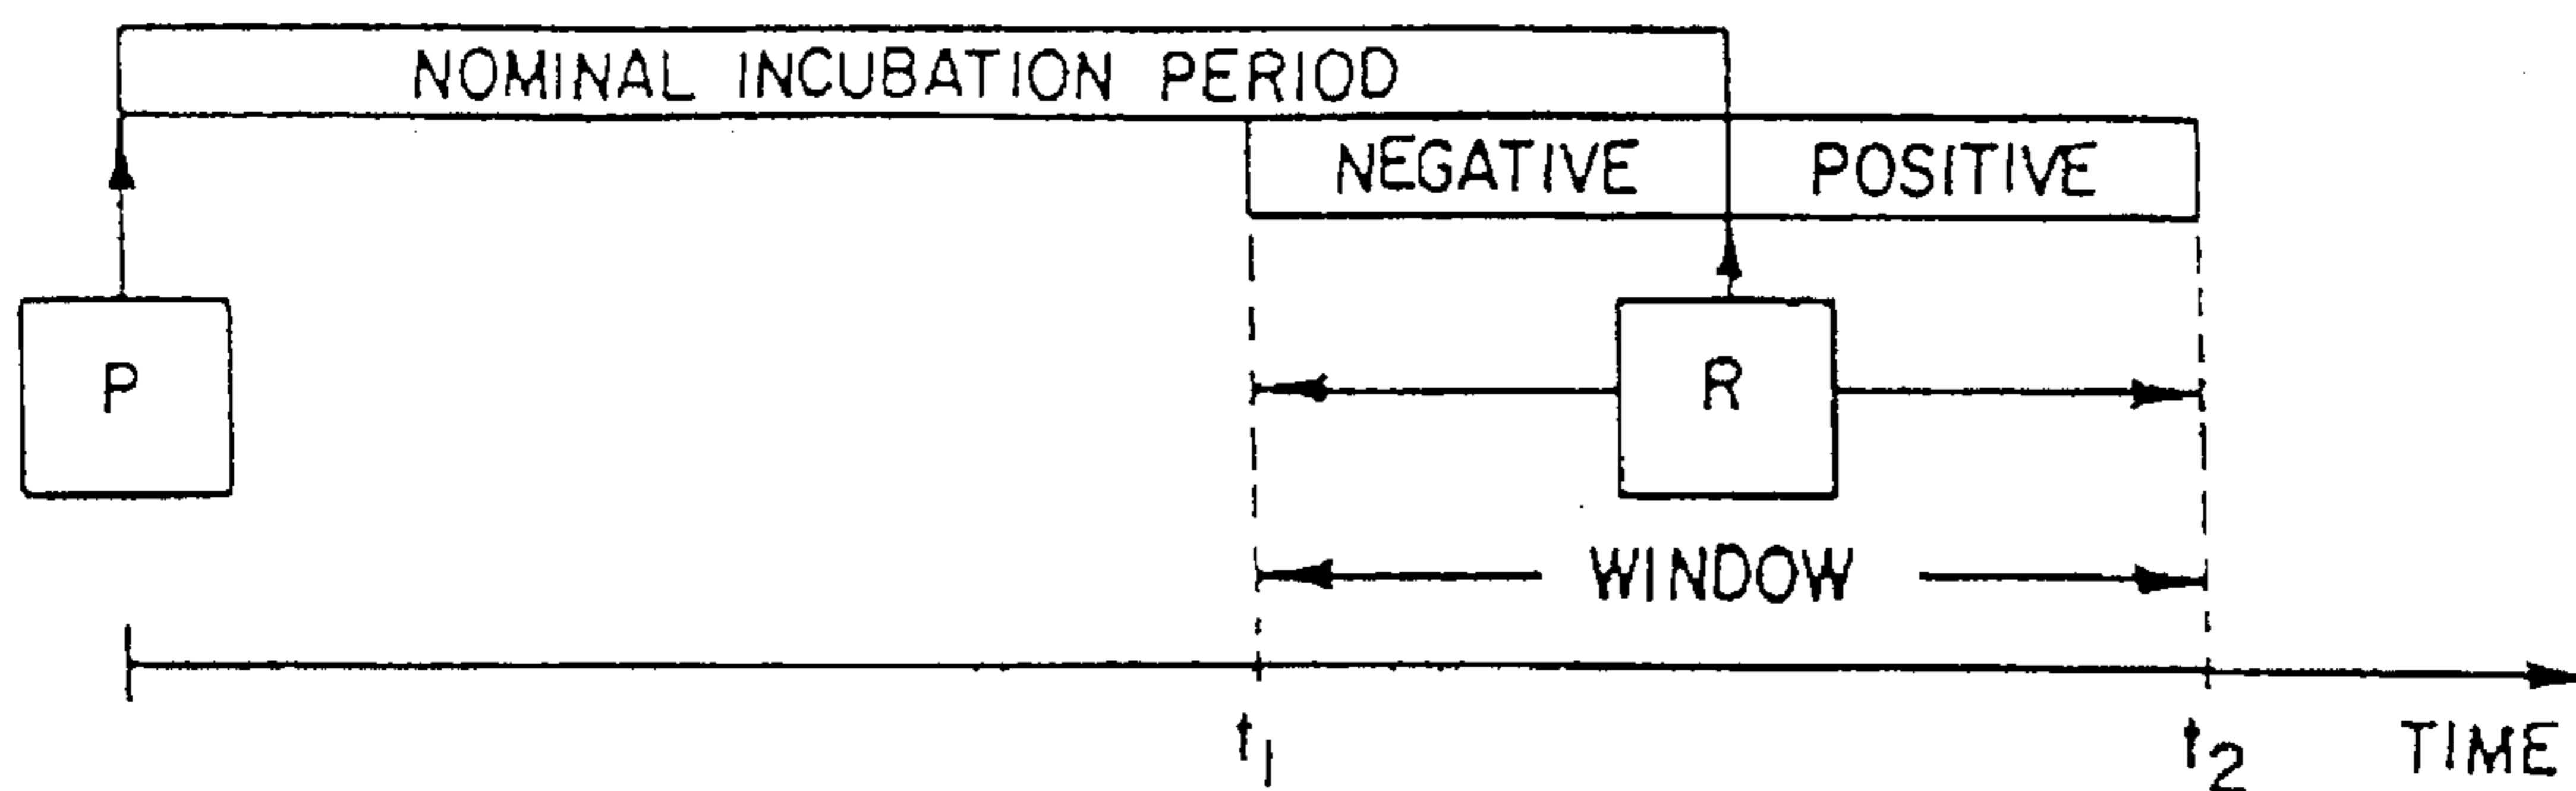 NOMINAL INCUBATION PERIOD
NEGATIVE POSITIVE
P R
WINDOW
t1 t2 TIME